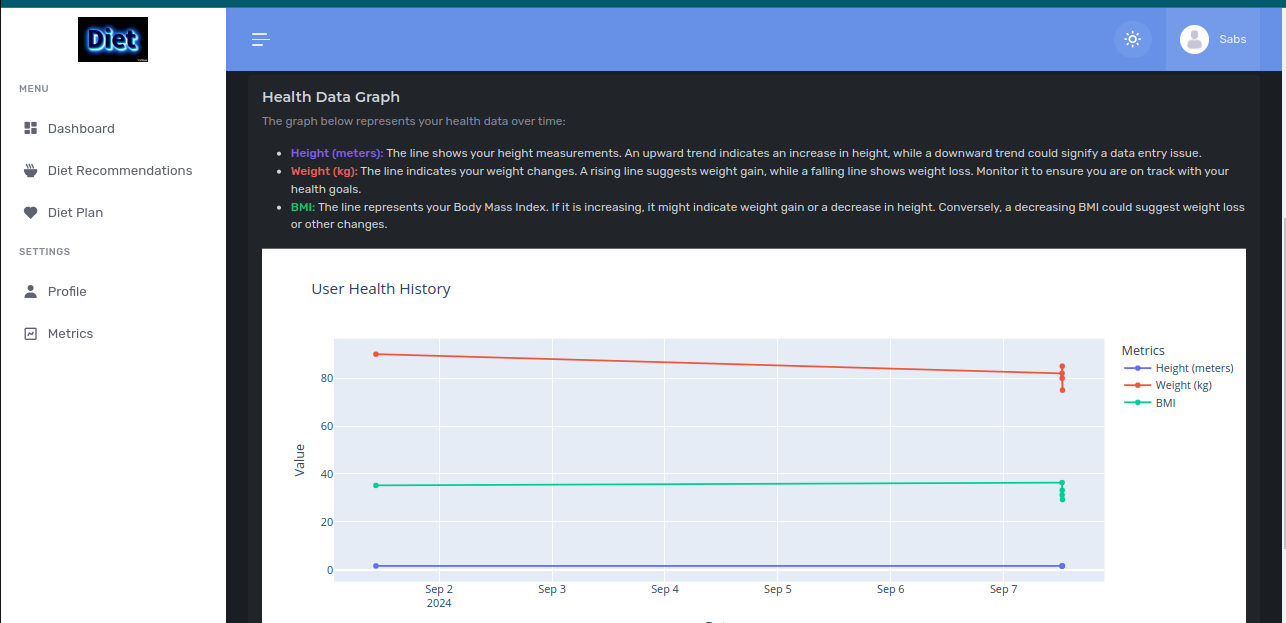 Diet
Sabs
MENU
Dashboard
Diet Recommendations
Diet Plan
SETTINGS
Profile
Metrics
Health Data Graph
The graph below represents your health data over time:
Height (meters): The line shows your height measurements. An upward trend indicates an increase in height, while a downward trend could signify a data entry issue.
Weight (kg): The line indicates your weight changes. A rising line suggests weight gain, while a falling line shows weight loss. Monitor it to ensure you are on track with your
health goals.
BMI: The line represents your Body Mass Index. If it is increasing, it might indicate weight gain or a decrease in height. Conversely, a decreasing BMI could suggest weight loss
or other changes.
User Health History
Value
80
60
40
20
0
Sep 2
2024
Sep 3
Sep 4
Sep 5
Sep 6
Sep 7
Metrics
Height (meters)
Weight (kg)
BMI